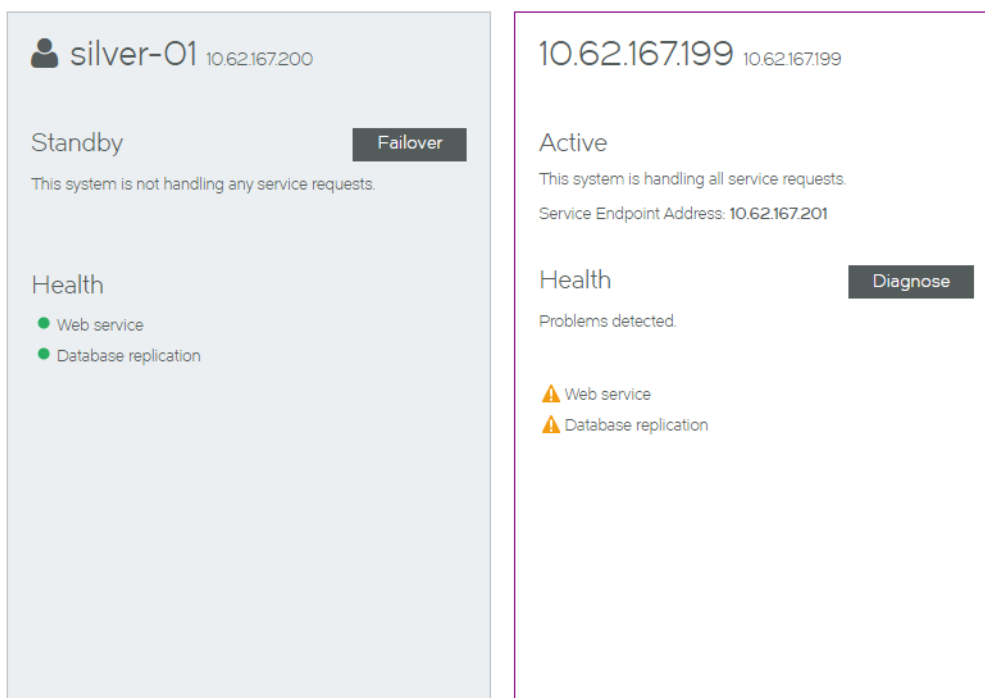 silver-01 10.62.167.200
Standby
Failover
This system is not handling any service requests.
Health
Web service
Database replication
10.62.167.199 10.62.167.199
Active
This system is handling all service requests.
Service Endpoint Address: 10.62.167.201
Health
Diagnose
Problems detected.
Web service
Database replication